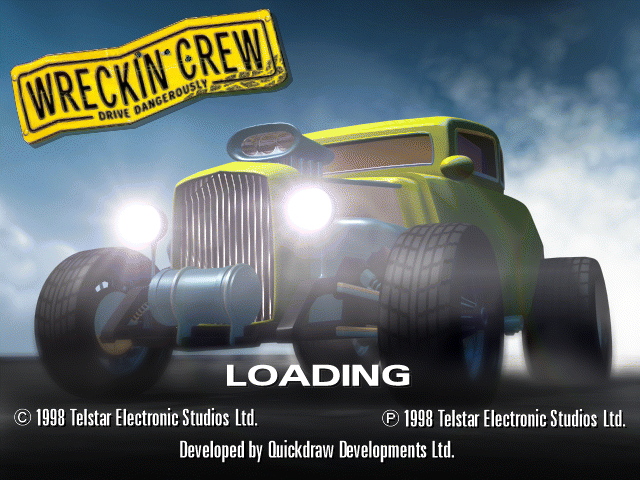 WRECKIN' CREW
DRIVE DANGEROUSLY
LOADING
© 1998 Telstar Electronic Studios Ltd.
℗ 1998 Telstar Electronic Studios Ltd.
Developed by Quickdraw Developments Ltd.